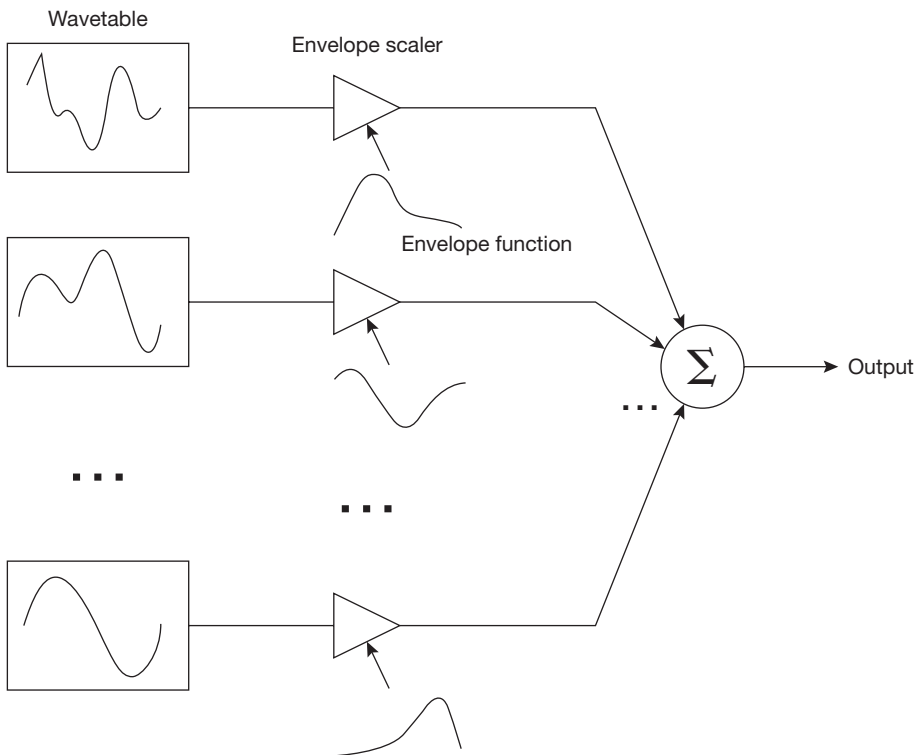 Wavetable
Envelope scaler
Envelope function
Σ
Output
...
...
...